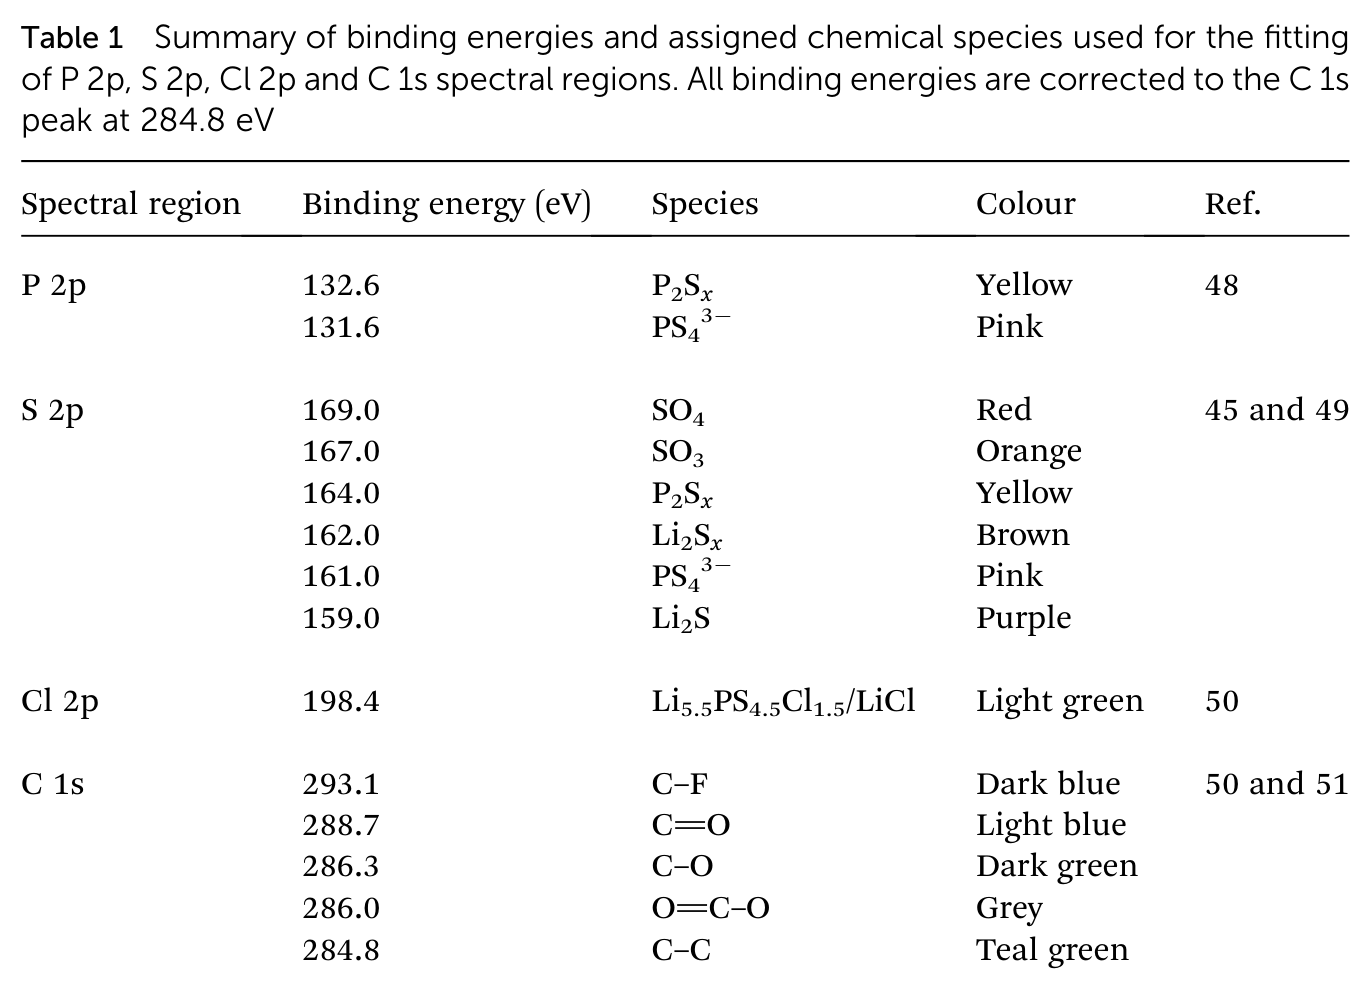 Table 1 Summary of binding energies and assigned chemical species used for the fitting
of P 2p, S 2p, Cl 2p and C 1s spectral regions. All binding energies are corrected to the C 1s
peak at 284.8 eV
Spectral region Binding energy (eV) Species Colour Ref.
P 2p 132.6 P₂Sₓ Yellow 48
131.6 PS₄³⁻ Pink
S 2p 169.0 SO₄ Red 45 and 49
167.0 SO₃ Orange
164.0 P₂Sₓ Yellow
162.0 Li₂Sₓ Brown
161.0 PS₄³⁻ Pink
159.0 Li₂S Purple
Cl 2p 198.4 Li₅.₅PS₄.₅Cl₁.₅/LiCl Light green 50
C 1s 293.1 C–F Dark blue 50 and 51
288.7 C=O Light blue
286.3 C–O Dark green
286.0 O=C–O Grey
284.8 C–C Teal green